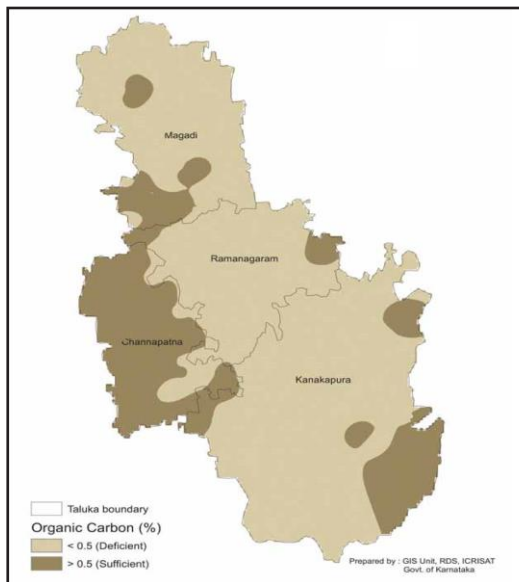 Magadi
Ramanagaram
Channapatna
Kanakapura
Taluka boundary
Organic Carbon (%)
< 0.5 (Deficient)
> 0.5 (Sufficient)
Prepared by : GIS Unit, RDS, ICRISAT
Govt. of Karnataka